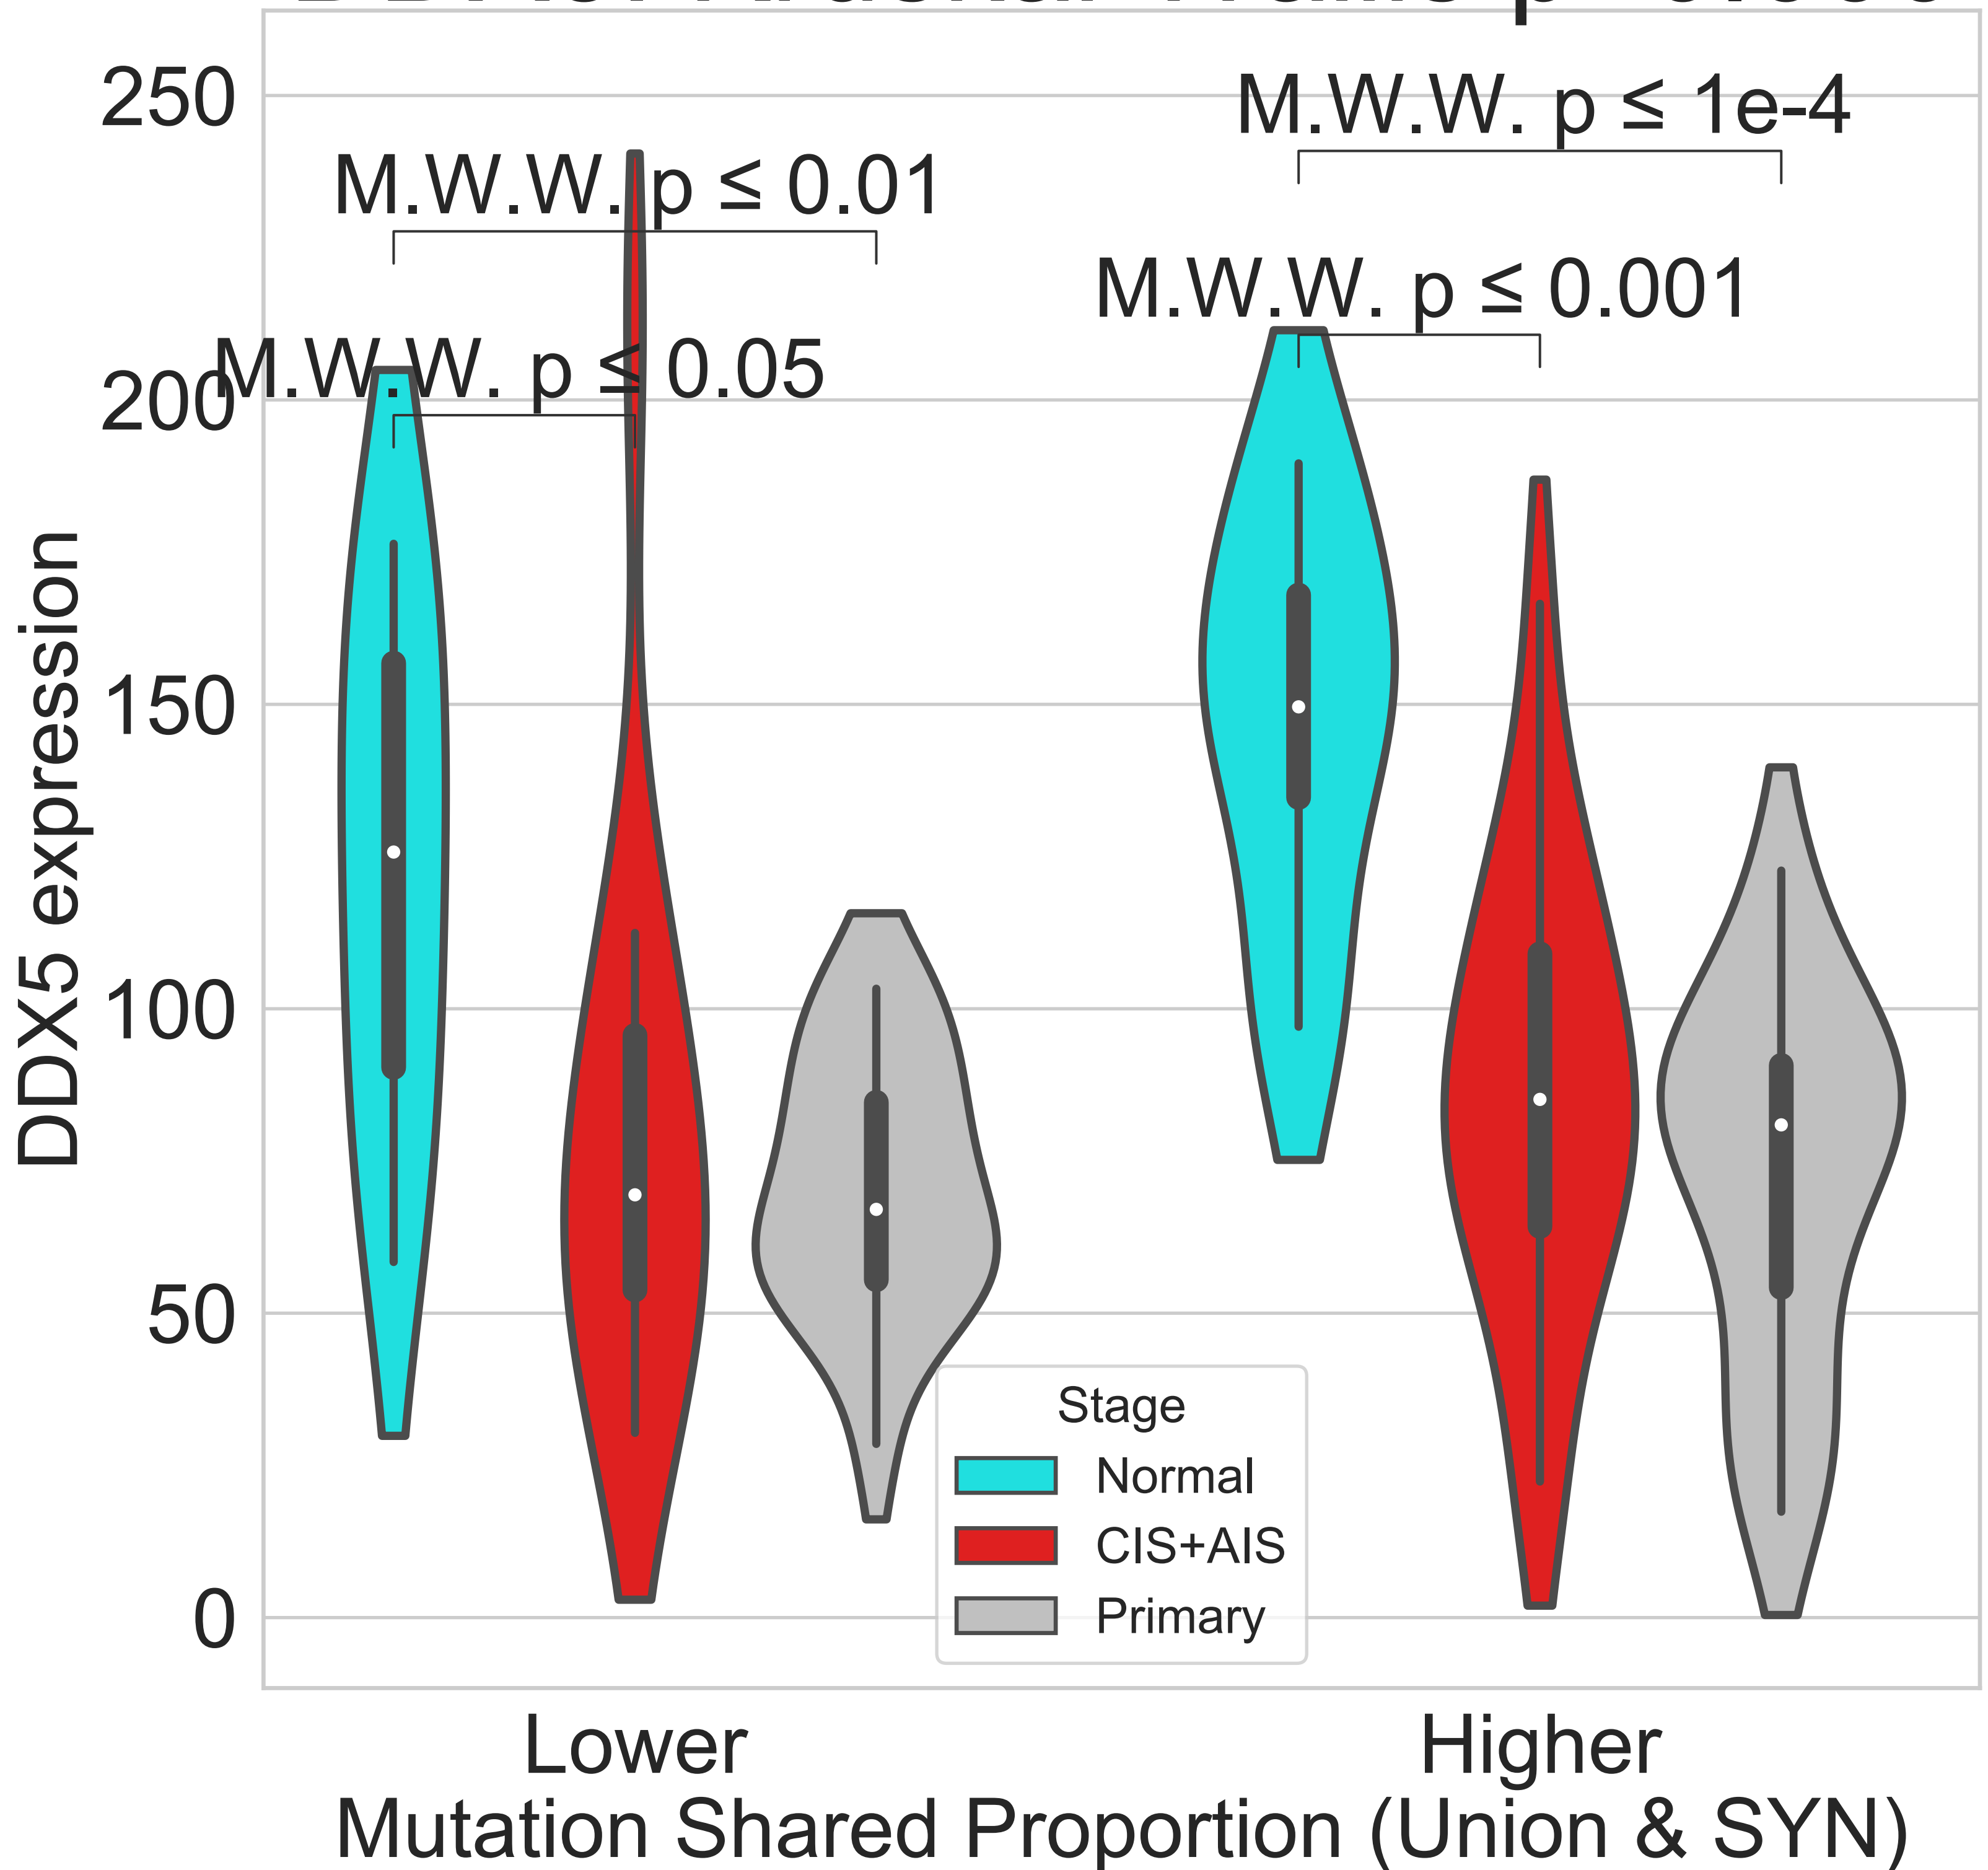 250
200
150
100
50
0
DDX5 expression
M.W.W. p ≤ 0.01
M.W.W. p ≤ 0.05
M.W.W. p ≤ 1e-4
M.W.W. p ≤ 0.001
Stage
Normal
CIS+AIS
Primary
Lower
Higher
Mutation Shared Proportion (Union & SYN)